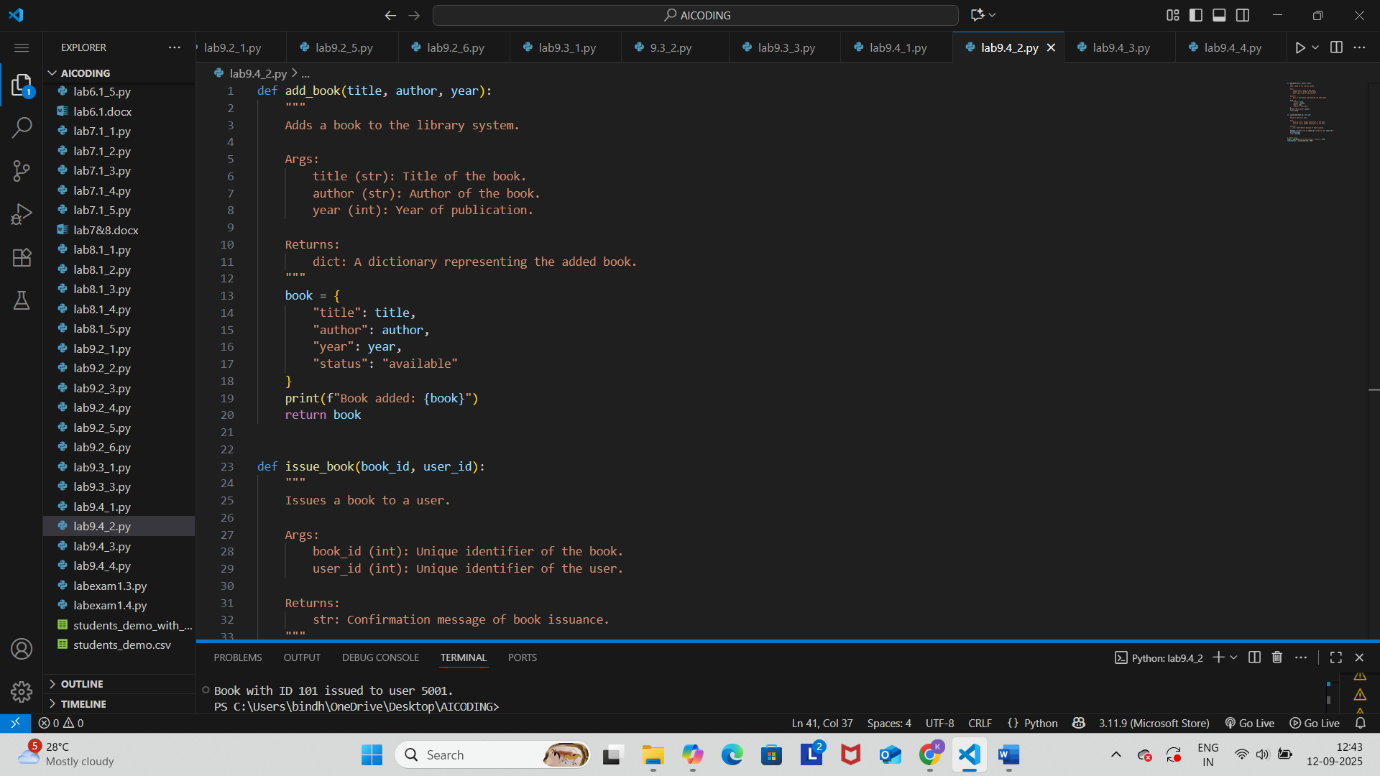 AICODING
EXPLORER
lab9.2_1.py
lab9.2_5.py
lab9.2_6.py
lab9.3_1.py
9.3_2.py
lab9.3_3.py
lab9.4_1.py
lab9.4_2.py
lab9.4_3.py
lab9.4_4.py
AICODING
lab6.1_5.py
lab6.1.docx
lab7.1_1.py
lab7.1_2.py
lab7.1_3.py
lab7.1_4.py
lab7.1_5.py
lab7&8.docx
lab8.1_1.py
lab8.1_2.py
lab8.1_3.py
lab8.1_4.py
lab8.1_5.py
lab9.2_1.py
lab9.2_2.py
lab9.2_3.py
lab9.2_4.py
lab9.2_5.py
lab9.2_6.py
lab9.3_1.py
lab9.3_3.py
lab9.4_1.py
lab9.4_2.py
lab9.4_3.py
lab9.4_4.py
labexam1.3.py
labexam1.4.py
students_demo_with_...
students_demo.csv
OUTLINE
TIMELINE
1
lab9.4_2.py > ...
1 def add_book(title, author, year):
2 """
3 Adds a book to the library system.
4
5 Args:
6 title (str): Title of the book.
7 author (str): Author of the book.
8 year (int): Year of publication.
9
10 Returns:
11 dict: A dictionary representing the added book.
12 """
13 book = {
14 "title": title,
15 "author": author,
16 "year": year,
17 "status": "available"
18 }
19 print(f"Book added: {book}")
20 return book
21
22
23 def issue_book(book_id, user_id):
24 """
25 Issues a book to a user.
26
27 Args:
28 book_id (int): Unique identifier of the book.
29 user_id (int): Unique identifier of the user.
30
31 Returns:
32 str: Confirmation message of book issuance.
33 """
PROBLEMS OUTPUT DEBUG CONSOLE TERMINAL PORTS
Python: lab9.4_2
Book with ID 101 issued to user 5001.
PS C:\Users\bindh\OneDrive\Desktop\AICODING>
0 0
Ln 41, Col 37 Spaces: 4 UTF-8 CRLF {} Python 3.11.9 (Microsoft Store) Go Live Go Live
5
28°C
Mostly cloudy
Search
L 2
K
W
ENG
IN
12:43
12-09-2025